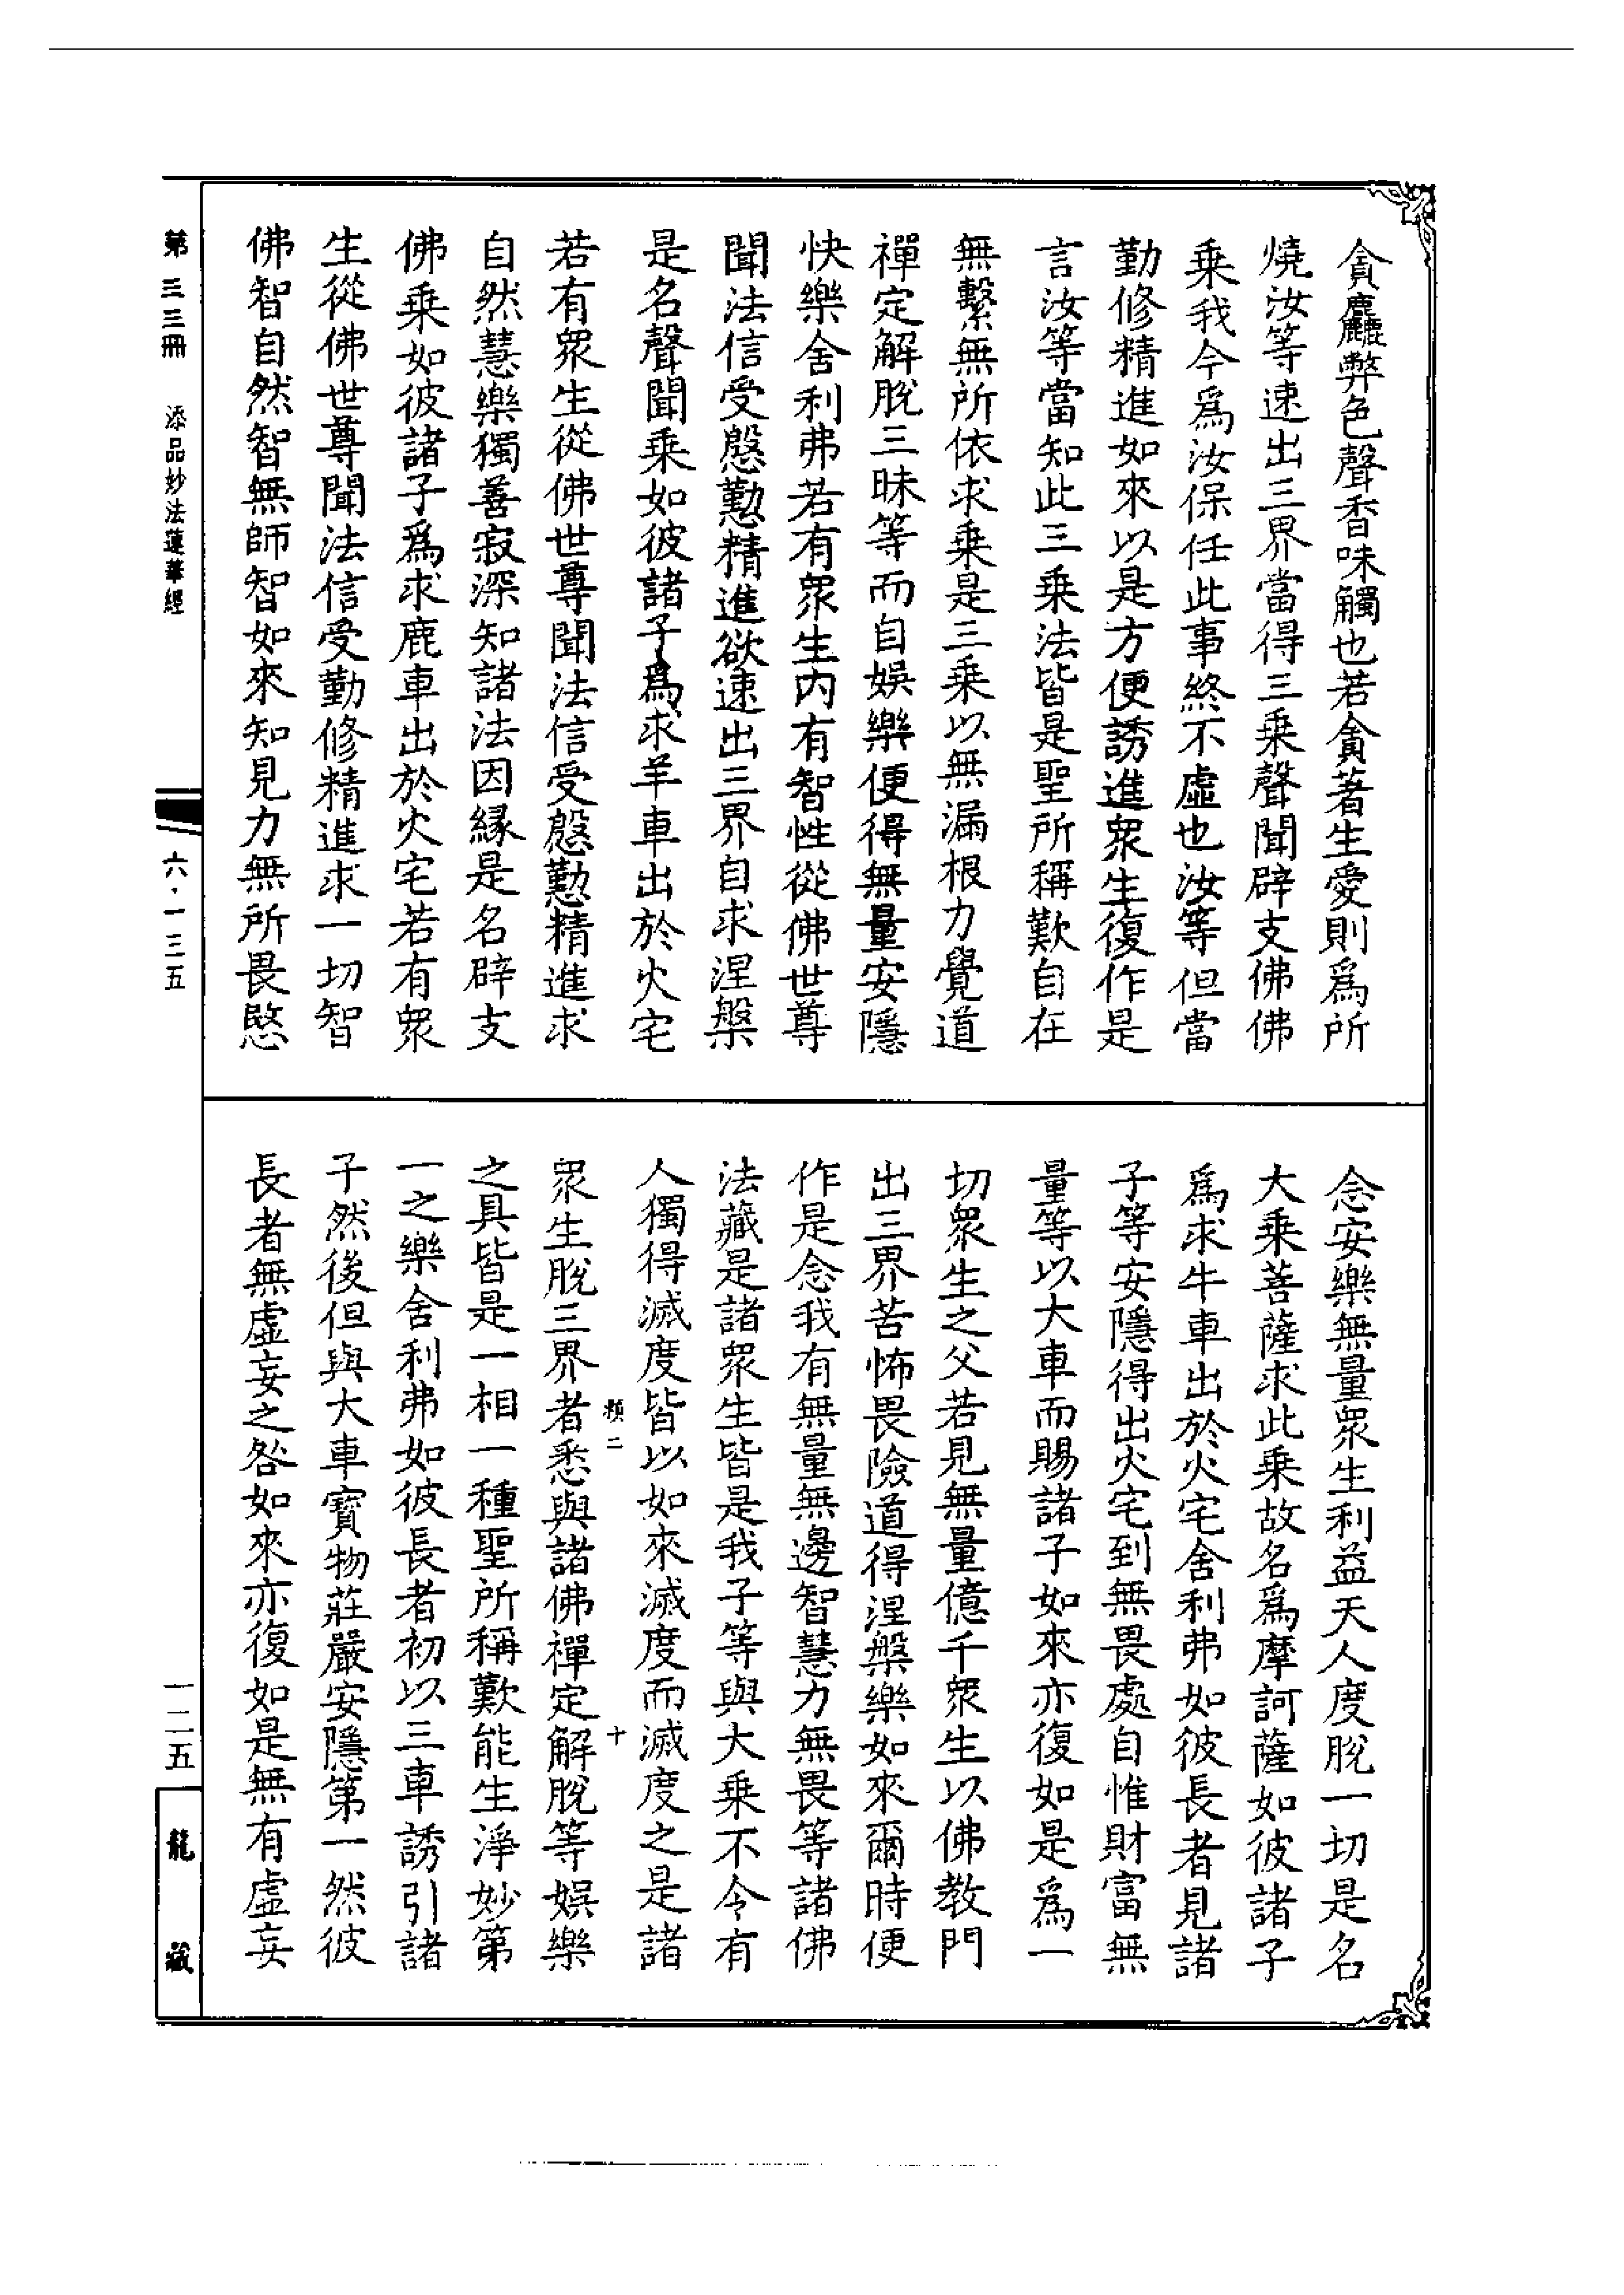 貪麤弊色聲香味觸也若貪著生愛則爲所
燒汝等速出三界當得三乘聲聞辟支佛佛
乘我今爲汝保任此事終不虛也汝等但當
勤修精進如來以是方便誘進衆生復作是
言汝等當知此三乘法皆是聖所稱歎自在
無繫無所依求乘是三乘以無漏根力覺道
禪定解脫三昧等而自娛樂便得無量安隱
快樂舍利弗若有衆生內有智性從佛世尊
聞法信受慇懃精進欲速出三界自求涅槃
是名聲聞乘如彼諸子爲求羊車出於火宅
若有衆生從佛世尊聞法信受慇懃精進求
自然慧樂獨善寂深知諸法因緣是名辟支
佛乘如彼諸子爲求鹿車出於火宅若有衆
生從佛世尊聞法信受勤修精進求一切智
佛智自然智無師智如來知見力無所畏愍
念安樂無量衆生利益天人度脫一切是名
大乘菩薩求此乘故名爲摩訶薩如彼諸子
爲求牛車出於火宅舍利弗如彼長者見諸
子等安隱得出火宅到無畏處自惟財富無
量等以大車而賜諸子如來亦復如是爲一
切衆生之父若見無量億千衆生以佛教門
出三界苦怖畏險道得涅槃樂如來爾時便
作是念我有無量無邊智慧力無畏等諸佛
法藏是諸衆生皆是我子等與大乘不令有
人獨得滅度皆以如來滅度而滅度之是諸
頪二 十
衆生脫三界者悉與諸佛禪定解脫等娛樂
之具皆是一相一種聖所稱歎能生淨妙第
一之樂舍利弗如彼長者初以三車誘引諸
子然後但與大車寶物莊嚴安隱第一然彼
長者無虛妄之咎如來亦復如是無有虛妄
第三三冊 添品妙法蓮華經 六·一三五
一二五 龍藏